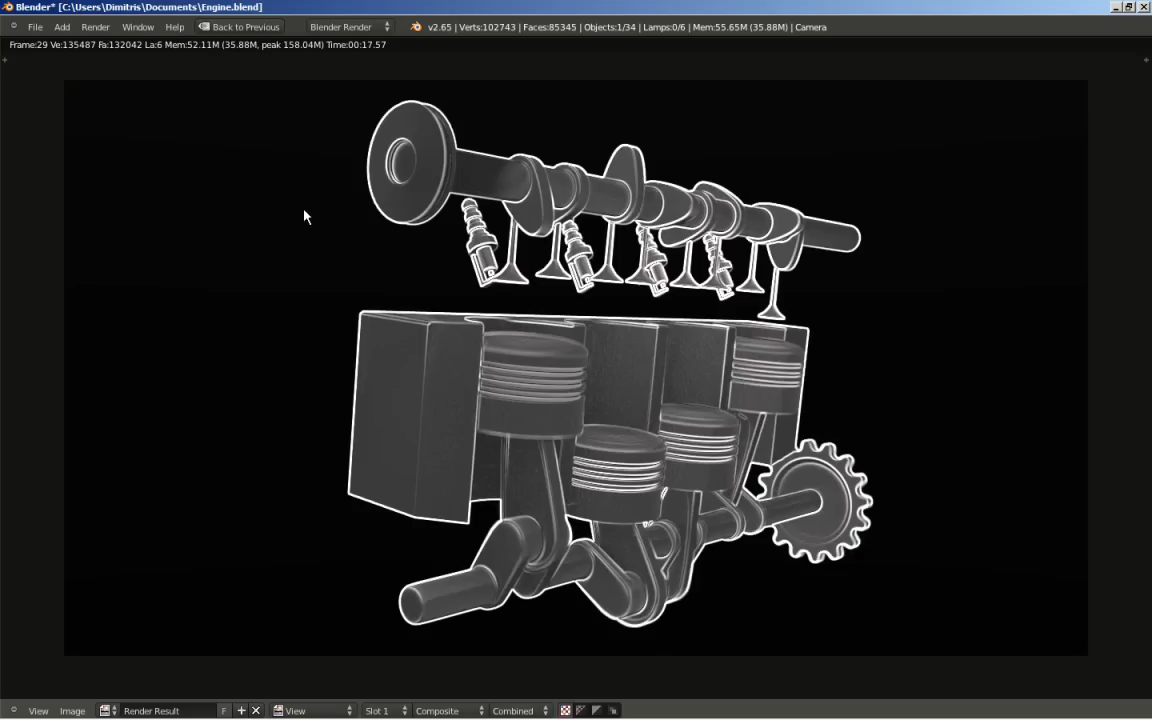 Blender* [C:\Users\Dimitris\Documents\Engine.blend]
File Add Render Window Help Back to Previous Blender Render v2.65 | Verts:102743 | Faces:85345 | Objects:1/34 | Lamps:0/6 | Mem:55.65M (35.88M) | Camera
Frame:29 Ve:135487 Fa:132042 La:6 Mem:52.11M (35.88M, peak 158.04M) Time:00:17.57
View Image Render Result F View Slot 1 Composite Combined